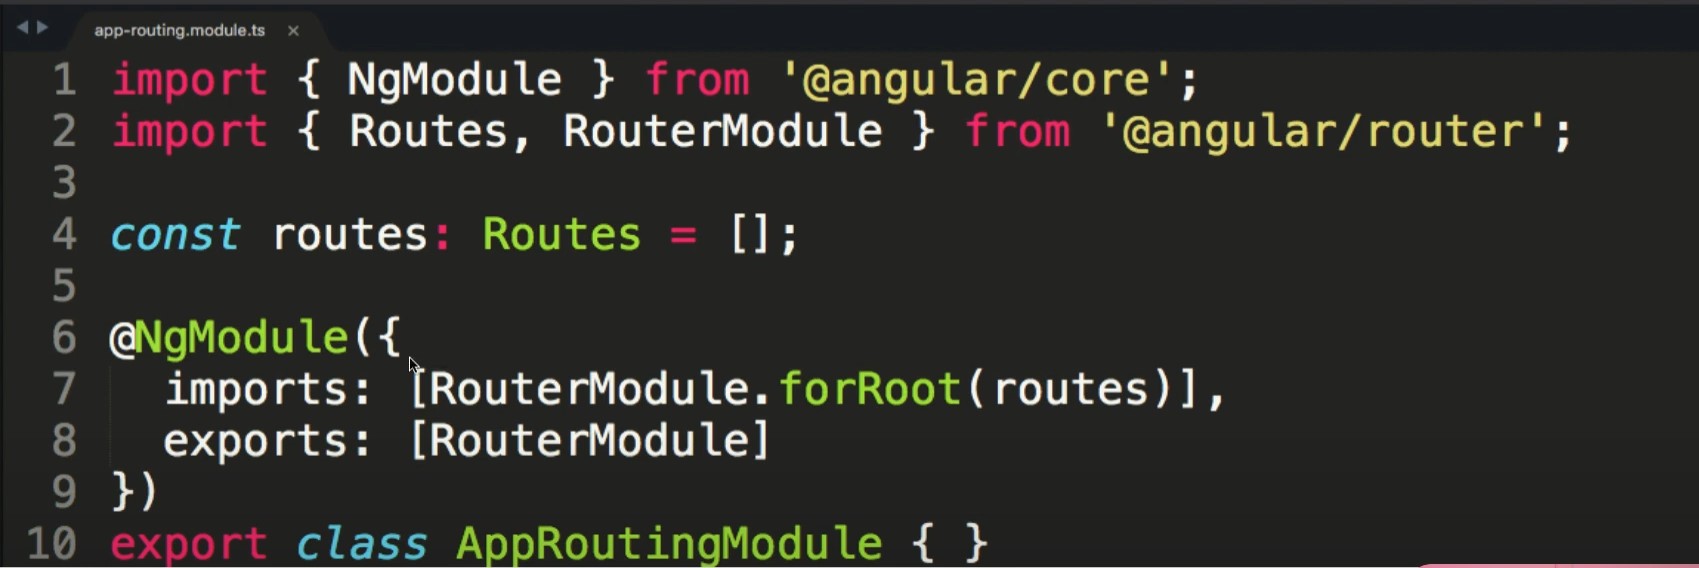 app-routing.module.ts ×
1 import { NgModule } from '@angular/core';
2 import { Routes, RouterModule } from '@angular/router';
3
4 const routes: Routes = [];
5
6 @NgModule({
7   imports: [RouterModule.forRoot(routes)],
8   exports: [RouterModule]
9 })
10 export class AppRoutingModule { }